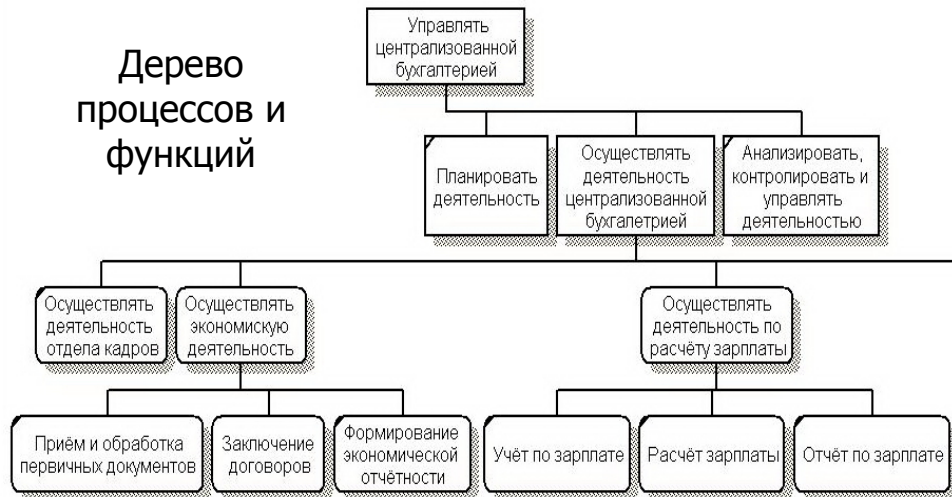 Дерево
процессов и
функций
Управлять
централизованной
бухгалтерией
Планировать
деятельность
Осуществлять
деятельность
централизованной
бухгалетрией
Анализировать,
контролировать и
управлять
деятельностью
Осуществлять
деятельность
отдела кадров
Осуществлять
экономискую
деятельность
Осуществлять
деятельность по
расчёту зарплаты
Приём и обработка
первичных документов
Заключение
договоров
Формирование
экономической
отчётности
Учёт по зарплате
Расчёт зарплаты
Отчёт по зарплате